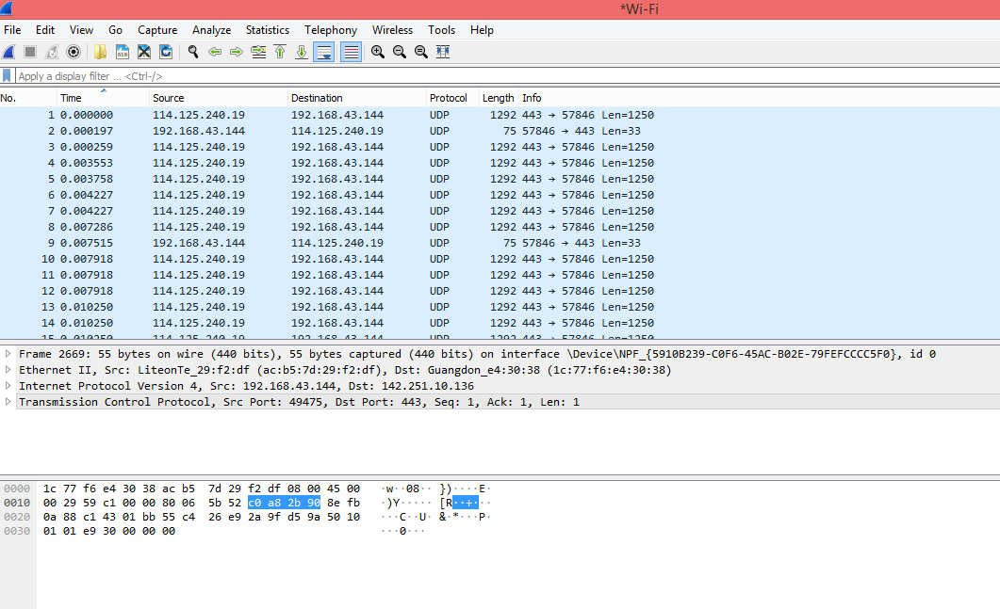 *Wi-Fi
File Edit View Go Capture Analyze Statistics Telephony Wireless Tools Help
Apply a display filter ... <Ctrl-/>
No. Time Source Destination Protocol Length Info
1 0.000000 114.125.240.19 192.168.43.144 UDP 1292 443 → 57846 Len=1250
2 0.000197 192.168.43.144 114.125.240.19 UDP 75 57846 → 443 Len=33
3 0.000259 114.125.240.19 192.168.43.144 UDP 1292 443 → 57846 Len=1250
4 0.003553 114.125.240.19 192.168.43.144 UDP 1292 443 → 57846 Len=1250
5 0.003758 114.125.240.19 192.168.43.144 UDP 1292 443 → 57846 Len=1250
6 0.004227 114.125.240.19 192.168.43.144 UDP 1292 443 → 57846 Len=1250
7 0.004227 114.125.240.19 192.168.43.144 UDP 1292 443 → 57846 Len=1250
8 0.007286 114.125.240.19 192.168.43.144 UDP 1292 443 → 57846 Len=1250
9 0.007515 192.168.43.144 114.125.240.19 UDP 75 57846 → 443 Len=33
10 0.007918 114.125.240.19 192.168.43.144 UDP 1292 443 → 57846 Len=1250
11 0.007918 114.125.240.19 192.168.43.144 UDP 1292 443 → 57846 Len=1250
12 0.007918 114.125.240.19 192.168.43.144 UDP 1292 443 → 57846 Len=1250
13 0.010250 114.125.240.19 192.168.43.144 UDP 1292 443 → 57846 Len=1250
14 0.010250 114.125.240.19 192.168.43.144 UDP 1292 443 → 57846 Len=1250
15 0.010250 114.125.240.19 192.168.43.144 UDP 1292 443 → 57846 Len=1250
Frame 2669: 55 bytes on wire (440 bits), 55 bytes captured (440 bits) on interface \Device\NPF_{5910B239-C0F6-45AC-B02E-79FEFCCCC5F0}, id 0
Ethernet II, Src: LiteonTe_29:f2:df (ac:b5:7d:29:f2:df), Dst: Guangdon_e4:30:38 (1c:77:f6:e4:30:38)
Internet Protocol Version 4, Src: 192.168.43.144, Dst: 142.251.10.136
Transmission Control Protocol, Src Port: 49475, Dst Port: 443, Seq: 1, Ack: 1, Len: 1
0000 1c 77 f6 e4 30 38 ac b5 7d 29 f2 df 08 00 45 00 ·w··08·· })····E·
0010 00 29 59 c1 00 00 80 06 5b 52 c0 a8 2b 90 8e fb ·)Y····· [R··+···
0020 0a 88 c1 43 01 bb 55 c4 26 e9 2a 9f d5 9a 50 10 ···C··U· &·*···P·
0030 01 01 e9 30 00 00 00 ···0···